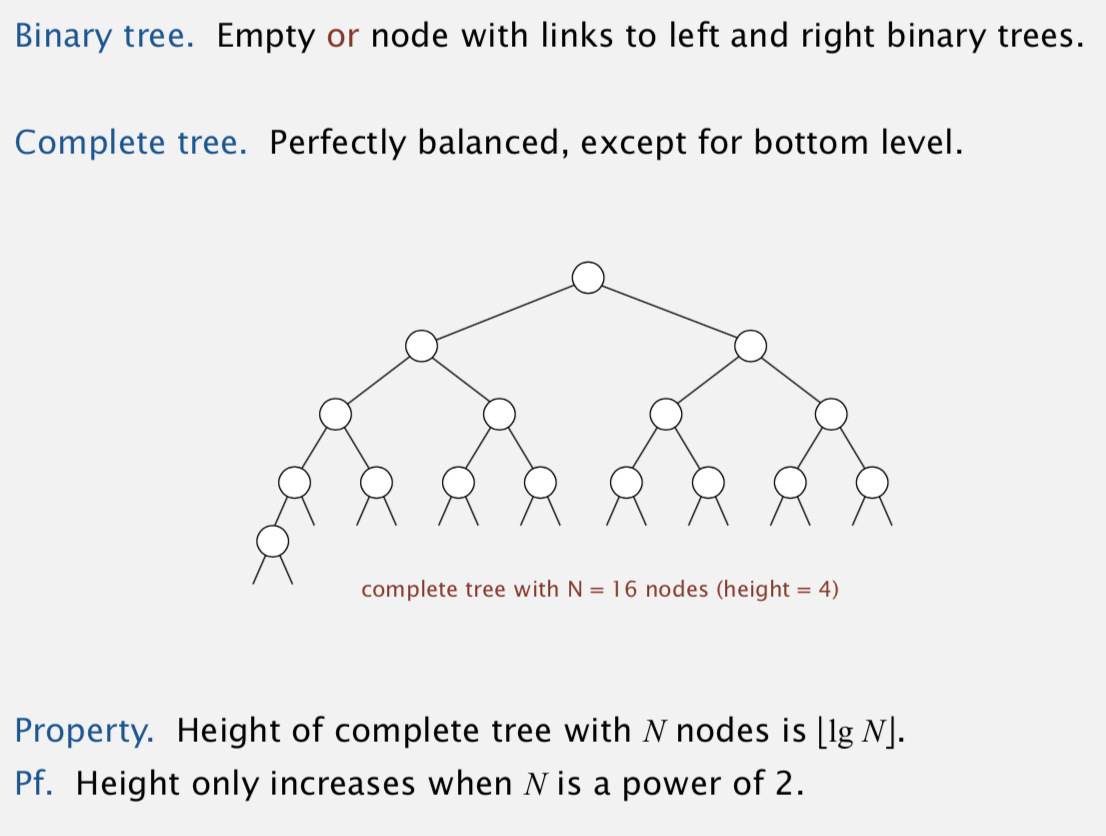 Binary tree. Empty or node with links to left and right binary trees.
Complete tree. Perfectly balanced, except for bottom level.
complete tree with N = 16 nodes (height = 4)
Property. Height of complete tree with N nodes is ⌊lg N⌋.
Pf. Height only increases when N is a power of 2.